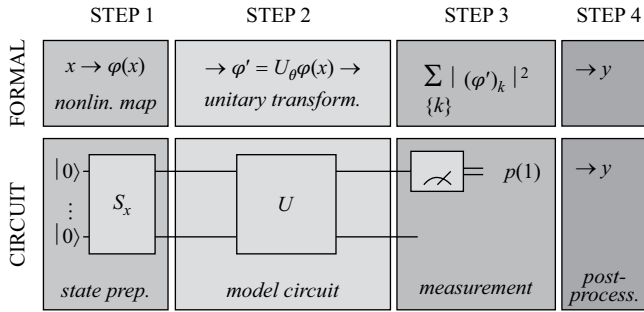 STEP 1 STEP 2 STEP 3 STEP 4
FORMAL
x → φ(x)
nonlin. map
→ φ′ = U_θφ(x) →
unitary transform.
∑ | (φ′)_k |²
{k}
→ y
CIRCUIT
|0⟩
⋮
|0⟩
S_x
state prep.
U
model circuit
p(1)
measurement
→ y
post-
process.